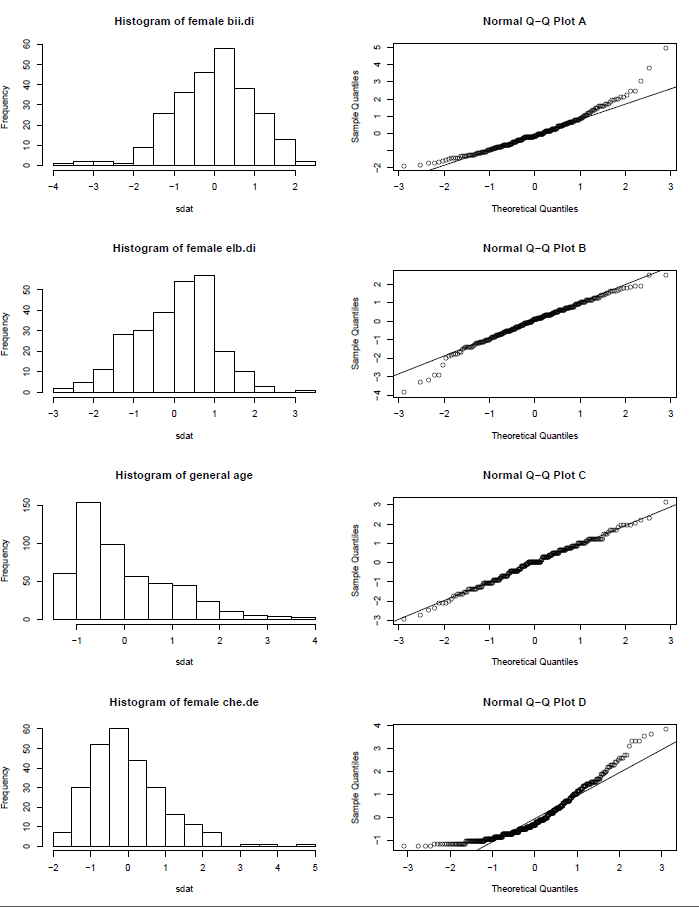 Histogram of female bii.di
Frequency
0 10 20 30 40 50 60
−4 −3 −2 −1 0 1 2
sdat
Normal Q−Q Plot A
Sample Quantiles
−2 0 1 2 3 4 5
−3 −2 −1 0 1 2 3
Theoretical Quantiles
Histogram of female elb.di
Frequency
0 10 20 30 40 50
−3 −2 −1 0 1 2 3
sdat
Normal Q−Q Plot B
Sample Quantiles
−4 −3 −2 −1 0 1 2
−3 −2 −1 0 1 2 3
Theoretical Quantiles
Histogram of general age
Frequency
0 50 100 150
−1 0 1 2 3 4
sdat
Normal Q−Q Plot C
Sample Quantiles
−3 −2 −1 0 1 2 3
−3 −2 −1 0 1 2 3
Theoretical Quantiles
Histogram of female che.de
Frequency
0 10 20 30 40 50 60
−2 −1 0 1 2 3 4 5
sdat
Normal Q−Q Plot D
Sample Quantiles
−1 0 1 2 3 4
−3 −2 −1 0 1 2 3
Theoretical Quantiles